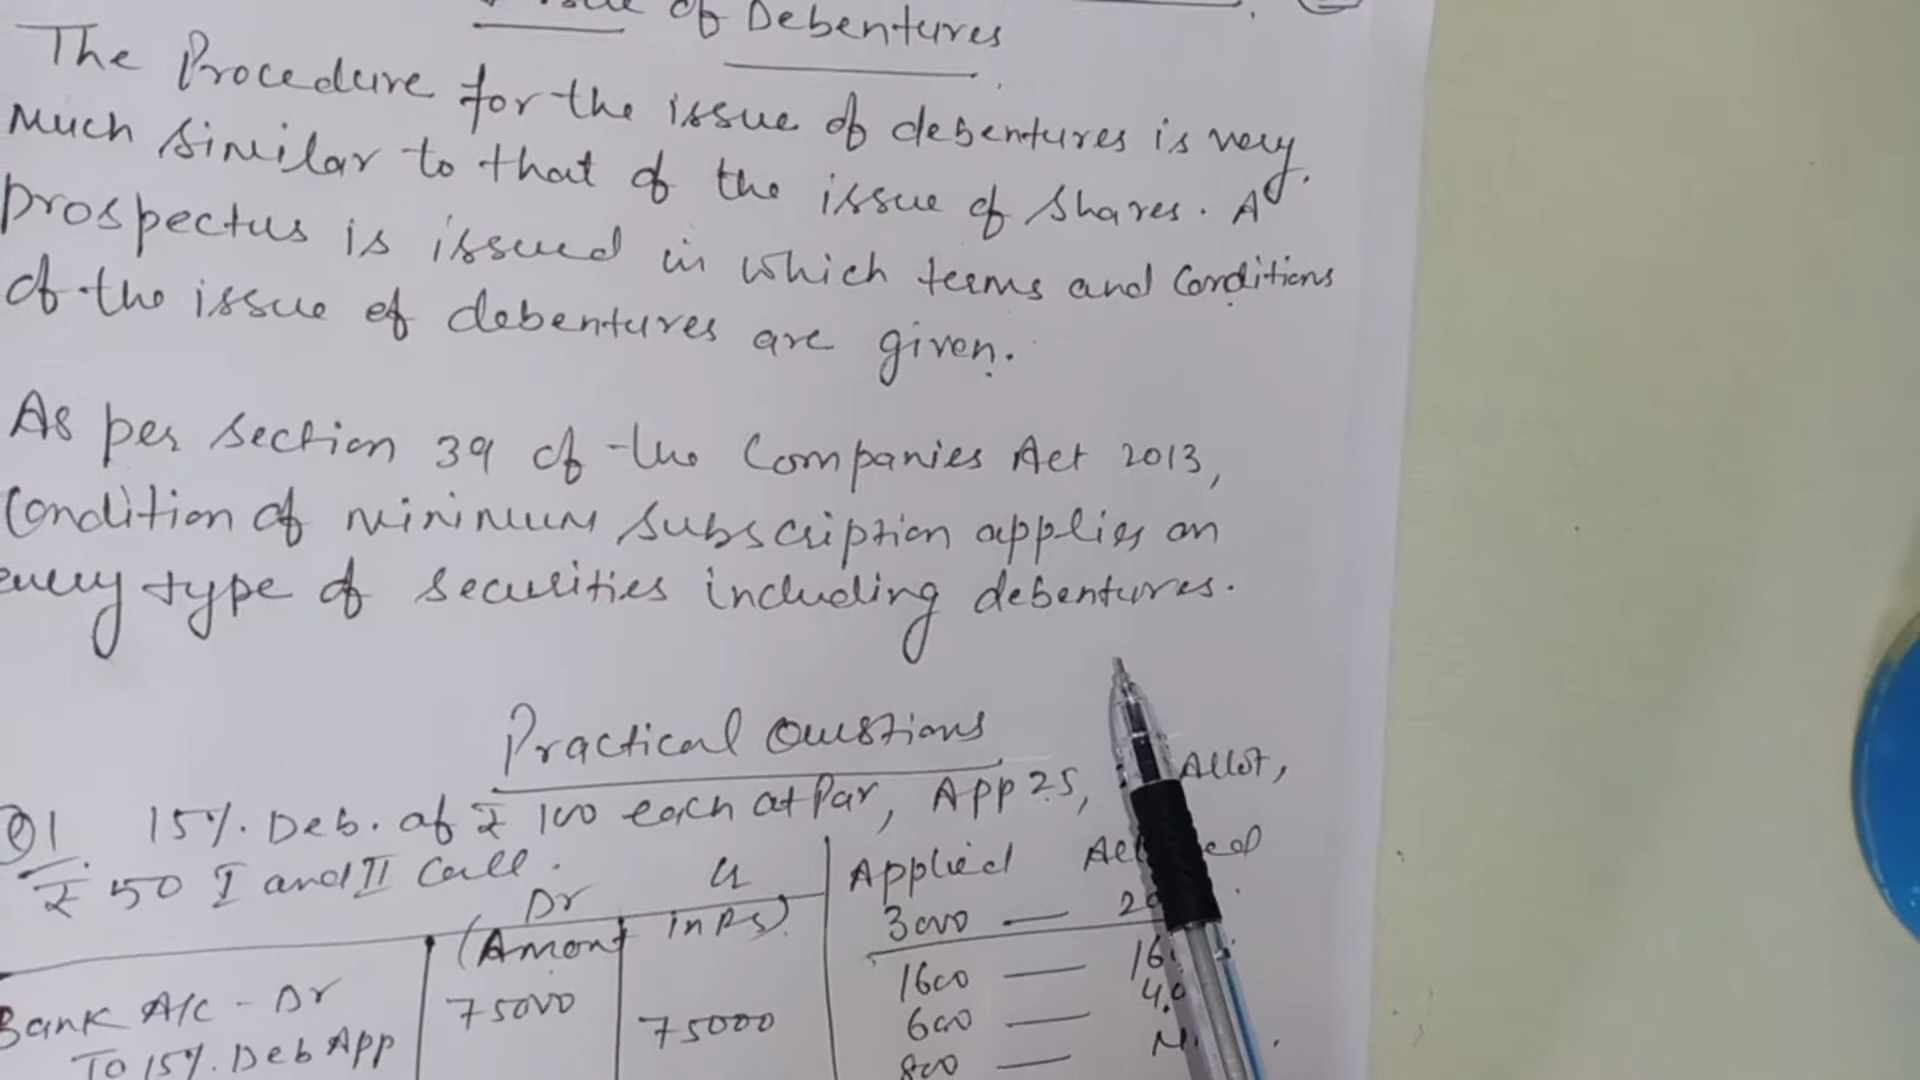 of Debentures
The Procedure for the issue of debentures is very
Much similar to that of the issue of shares. A
prospectus is issued in which terms and Conditions
of the issue of debentures are given.
As per section 39 of the Companies Act 2013,
Condition of minimum subscription applies on
every type of securities including debentures.
Practical Questions
Q1 15%. Deb. of ₹ 100 each at Par, App 25, Allot,
₹ 50 I and II Call.
Dr Cr Applied
(Amont in Rs) 3000 —
Bank A/c - Dr 75000 1600 —
To 15%. Deb App 75000 600 —
800 —